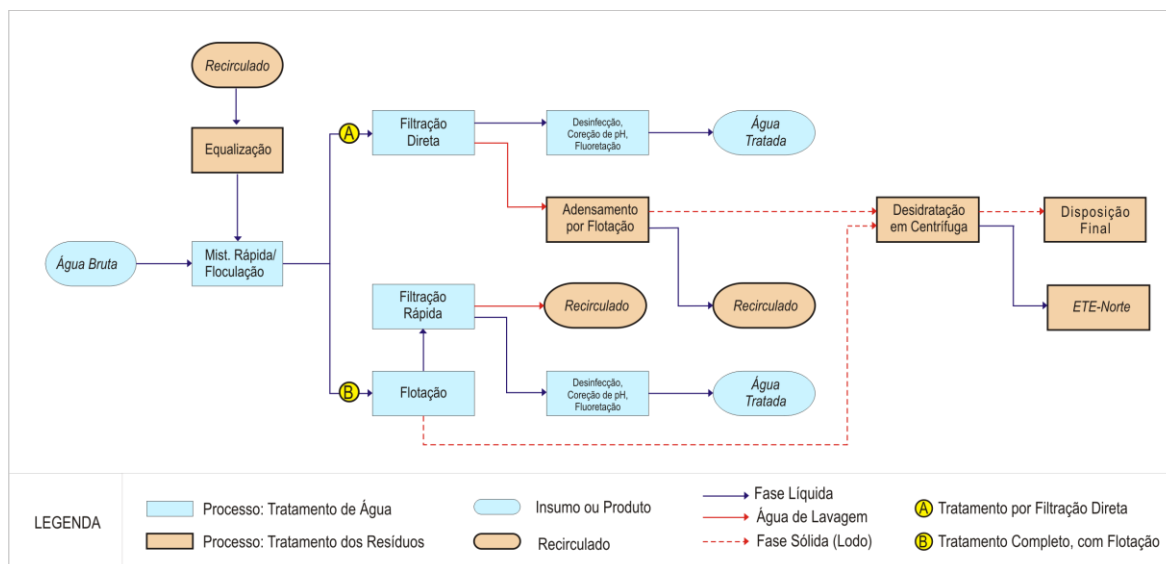 Recirculado
Equalização
Água Bruta
Mist. Rápida/
Floculação
A
Filtração
Direta
Desinfecção,
Coreção de pH,
Fluoretação
Água
Tratada
Adensamento
por Flotação
Desidratação
em Centrífuga
Disposição
Final
Filtração
Rápida
Recirculado
Recirculado
ETE-Norte
B
Flotação
Desinfecção,
Coreção de pH,
Fluoretação
Água
Tratada
LEGENDA
Processo: Tratamento de Água
Processo: Tratamento dos Resíduos
Insumo ou Produto
Recirculado
Fase Líquida
Água de Lavagem
Fase Sólida (Lodo)
A Tratamento por Filtração Direta
B Tratamento Completo, com Flotação